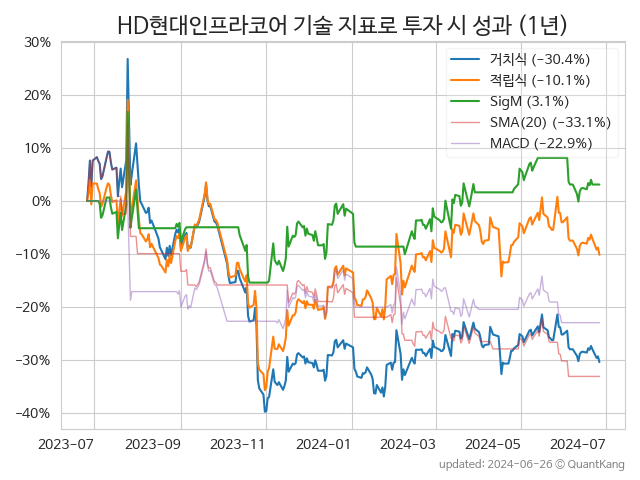 HD현대인프라코어 기술 지표로 투자 시 성과 (1년)
30%
20%
10%
0%
−10%
−20%
−30%
−40%
거치식 (−30.4%)
적립식 (−10.1%)
SigM (3.1%)
SMA(20) (−33.1%)
MACD (−22.9%)
2023-07
2023-09
2023-11
2024-01
2024-03
2024-05
2024-07
updated: 2024-06-26 © QuantKang